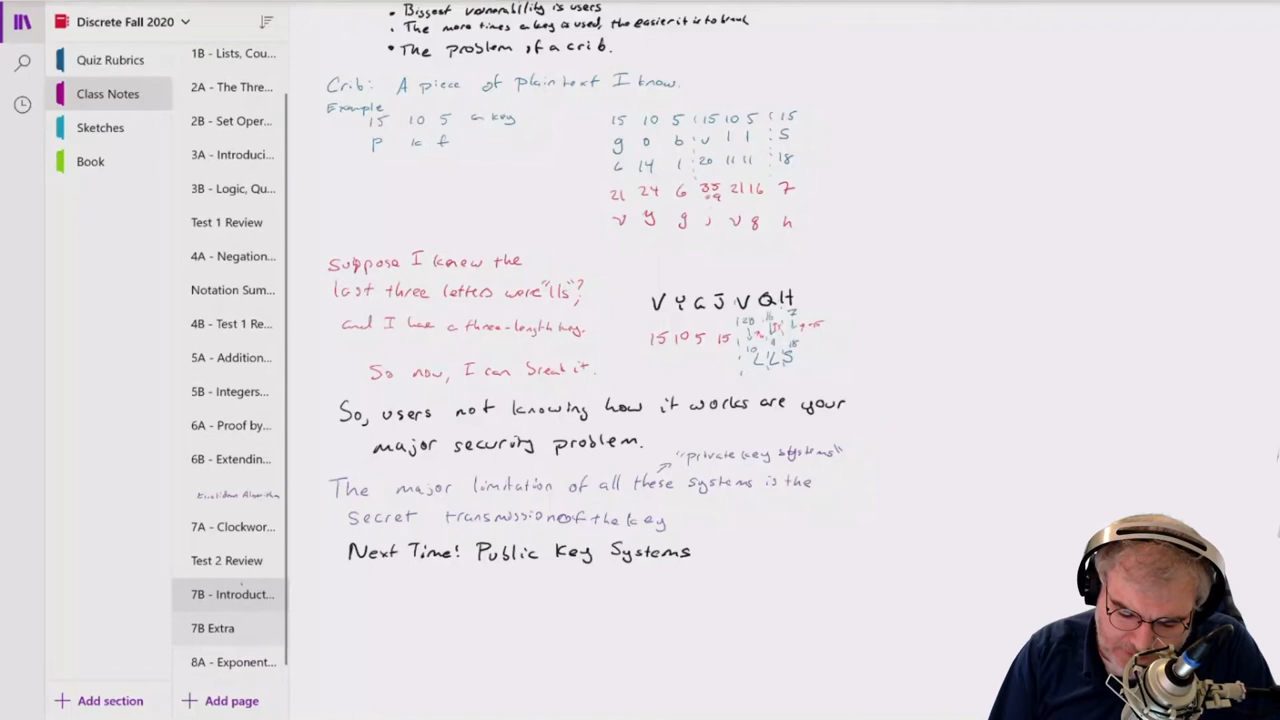 Discrete Fall 2020
Quiz Rubrics
Class Notes
Sketches
Book
Add section
1B - Lists, Cou...
2A - The Thre...
2B - Set Oper...
3A - Introduci...
3B - Logic, Qu...
Test 1 Review
4A - Negation...
Notation Sum...
4B - Test 1 Re...
5A - Addition...
5B - Integers...
6A - Proof by...
6B - Extendin...
Euclidean Algorithm
7A - Clockwor...
Test 2 Review
7B - Introduct...
7B Extra
8A - Exponent...
Add page
• Biggest vulnerability is users
• The more times a key is used, the easier it is to break
• The problem of a crib.
Crib: A piece of plaintext I know.
Example
15 10 5 a key
p k f
15 10 5 15 10 5 15
g o b v l l s
6 14 1 20 11 11 18
21 24 6 35 21 16 7
9
v y g j v q h
Suppose I knew the
last three letters were "lls"?
and I have a three-length key.
So now, I can break it.
V Y G J V Q H
15 10 5 15
L L S
So, users not knowing how it works are your
major security problem.
"private key systems"
The major limitation of all these systems is the
secret transmission of the key
Next Time! Public Key Systems